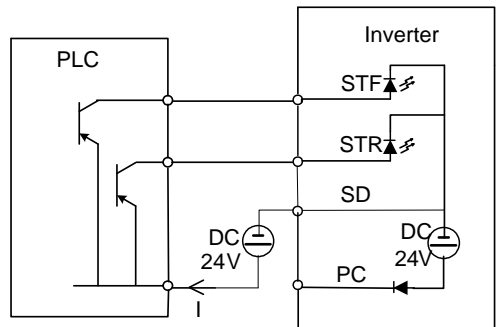 Inverter
PLC
STF
STR
SD
DC
24V
DC
24V
PC
I